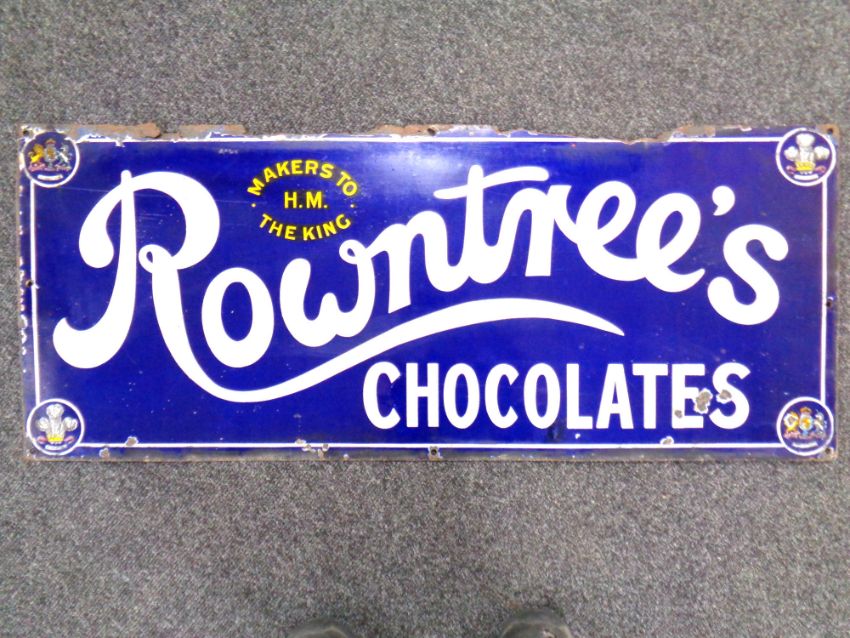 MAKERS TO
H.M.
THE KING
Rowntree's
CHOCOLATES